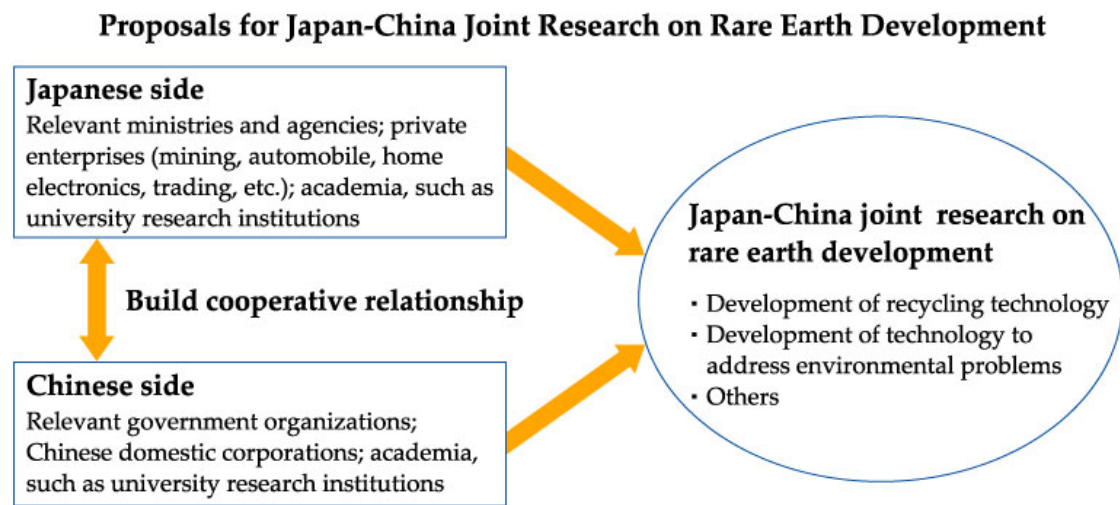 Proposals for Japan-China Joint Research on Rare Earth Development
Japanese side
Relevant ministries and agencies; private
enterprises (mining, automobile, home
electronics, trading, etc.); academia, such as
university research institutions
Build cooperative relationship
Chinese side
Relevant government organizations;
Chinese domestic corporations; academia,
such as university research institutions
Japan-China joint research on
rare earth development
・Development of recycling technology
・Development of technology to
address environmental problems
・Others